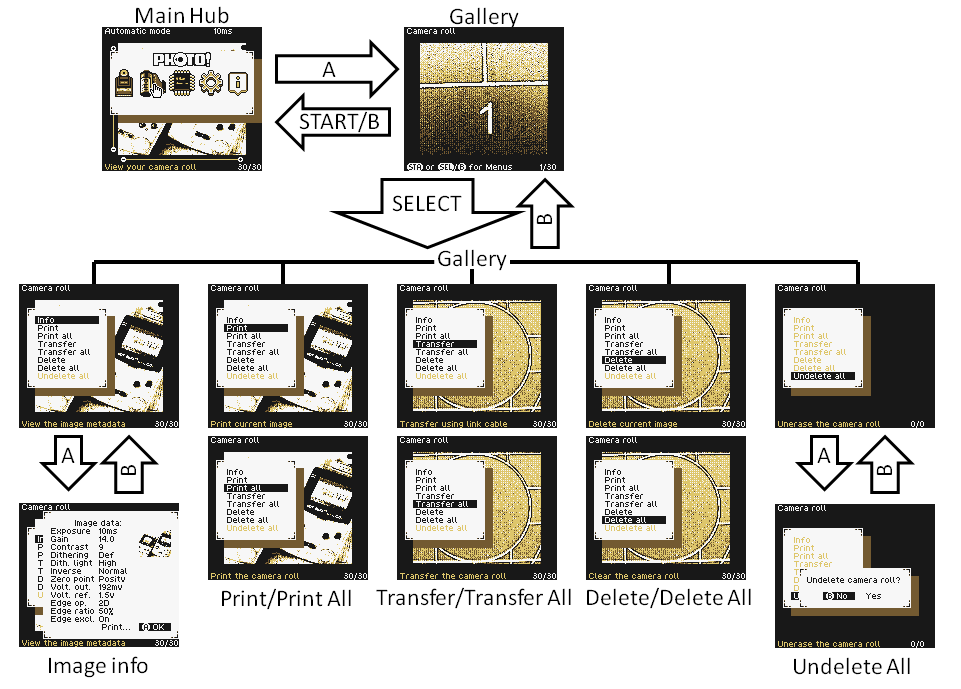 Main Hub
Automatic mode 10ms
PHOTO!
View your camera roll 30/30
A
START/B
Gallery
Camera roll
1
STA or SEL/B for Menus 1/30
SELECT
B
Gallery
Camera roll
Info
Print
Print all
Transfer
Transfer all
Delete
Delete all
Undelete all
View the image metadata 30/30
Camera roll
Info
Print
Print all
Transfer
Transfer all
Delete
Delete all
Undelete all
Print current image 30/30
Camera roll
Info
Print
Print all
Transfer
Transfer all
Delete
Delete all
Undelete all
Transfer using link cable 30/30
Camera roll
Info
Print
Print all
Transfer
Transfer all
Delete
Delete all
Undelete all
Delete current image 30/30
Camera roll
Info
Print
Print all
Transfer
Transfer all
Delete
Delete all
Undelete all
Unerase the camera roll 0/0
A
B
Camera roll
Image data:
Exposure 10ms
Gain 14.0
Contrast 9
Dithering Def
Dith. light High
Inverse Normal
Zero point Positv
Volt. out. 192mv
Volt. ref. 1.5v
Edge op. 2D
Edge ratio 50%
Edge excl. On
Print... A OK
View the image metadata 30/30
Image info
Camera roll
Info
Print
Print all
Transfer
Transfer all
Delete
Delete all
Undelete all
Print the camera roll 30/30
Print/Print All
Camera roll
Info
Print
Print all
Transfer
Transfer all
Delete
Delete all
Undelete all
Transfer the camera roll 30/30
Transfer/Transfer All
Camera roll
Info
Print
Print all
Transfer
Transfer all
Delete
Delete all
Undelete all
Clear the camera roll 30/30
Delete/Delete All
A
B
Camera roll
Info
Print
Print all
Transfer
Undelete camera roll?
B No Yes
Unerase the camera roll 0/0
Undelete All